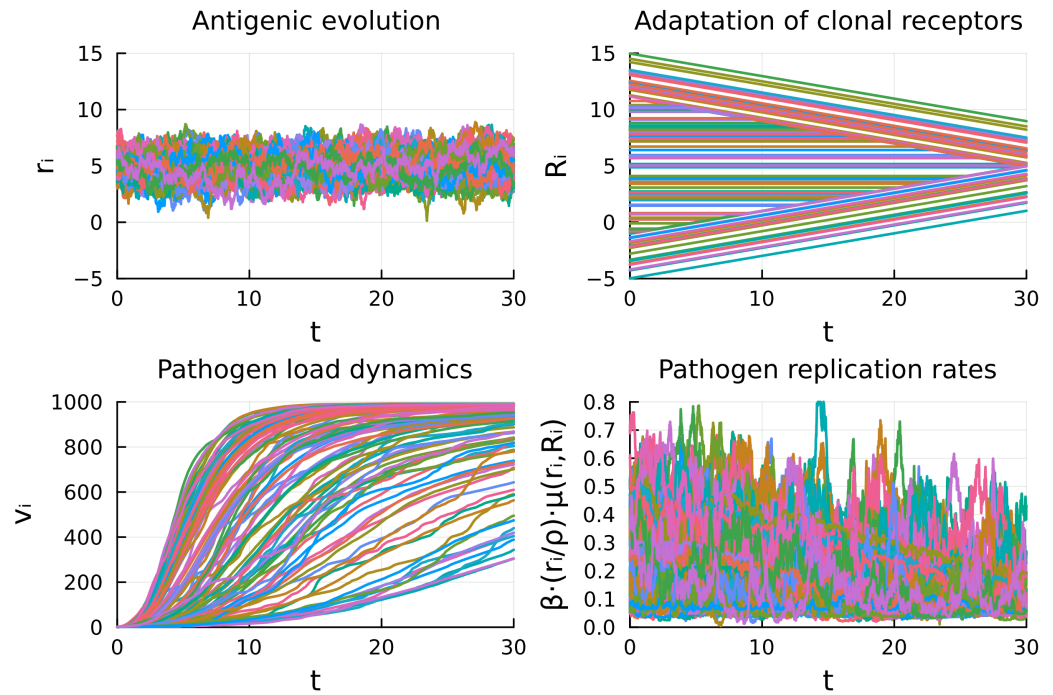 Antigenic evolution
Adaptation of clonal receptors
15
10
5
0
−5
rᵢ
0 10 20 30
t
15
10
5
0
−5
Rᵢ
0 10 20 30
t
Pathogen load dynamics
Pathogen replication rates
1000
800
600
400
200
0
vᵢ
0 10 20 30
t
0.8
0.7
0.6
0.5
0.4
0.3
0.2
0.1
0.0
β⋅(rᵢ/ρ)⋅μ(rᵢ,Rᵢ)
0 10 20 30
t